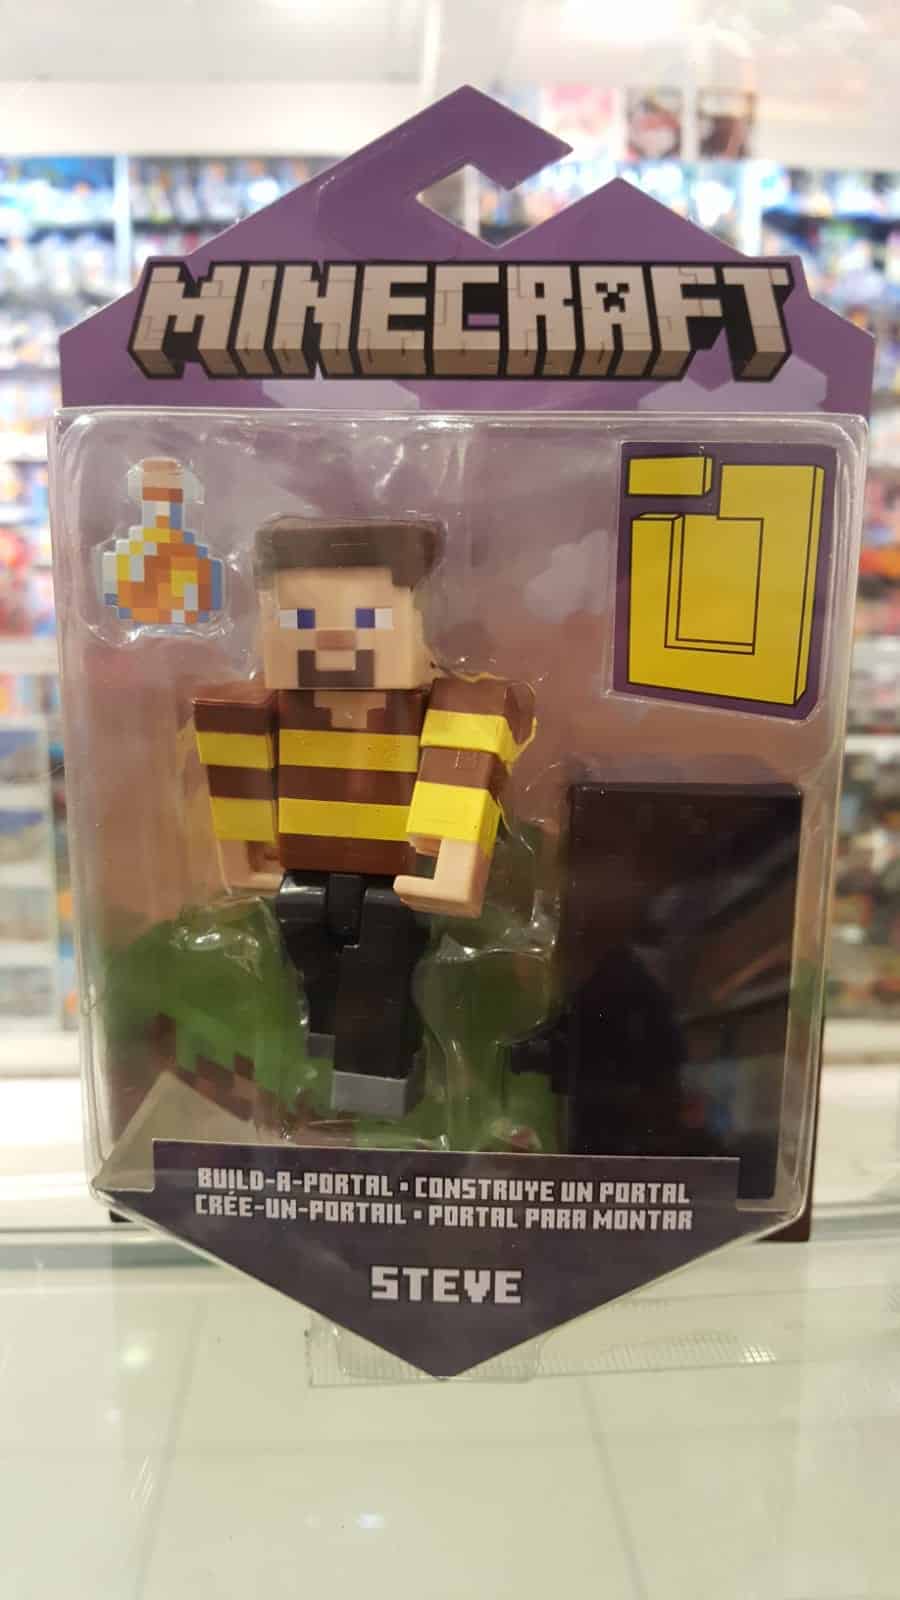 MINECRAFT
BUILD-A-PORTAL • CONSTRUYE UN PORTAL
CRÉE-UN-PORTAIL • PORTAL PARA MONTAR
STEVE